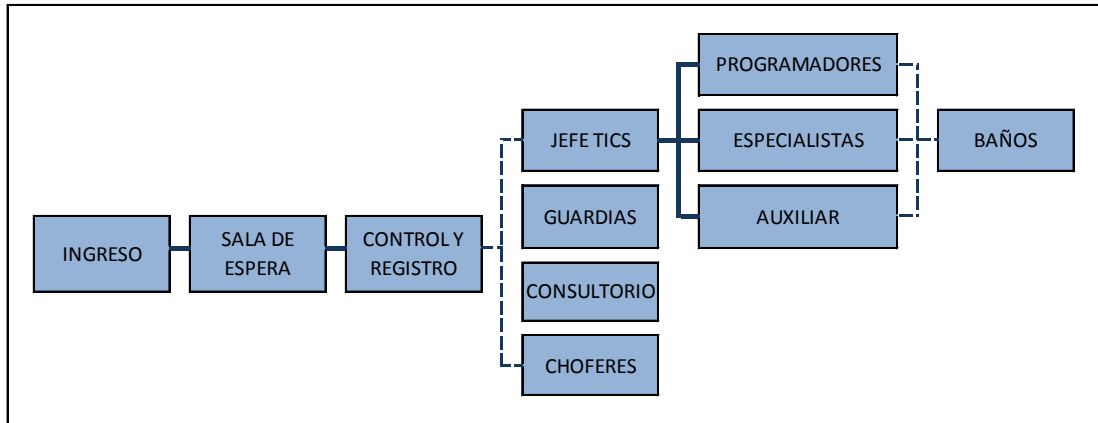 INGRESO
SALA DE
ESPERA
CONTROL Y
REGISTRO
JEFE TICS
GUARDIAS
CONSULTORIO
CHOFERES
PROGRAMADORES
ESPECIALISTAS
AUXILIAR
BAÑOS